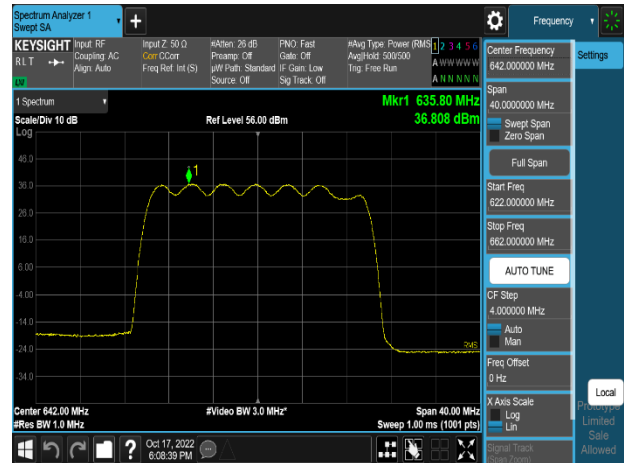 Spectrum Analyzer 1
Swept SA
Frequency
KEYSIGHT
RLT
LW
Input: RF
Coupling: AC
Align: Auto
Input Z: 50 Ω
Corr CCorr
Freq Ref: Int (S)
#Atten: 26 dB
Preamp: Off
µW Path: Standard
Source: Off
PNO: Fast
Gate: Off
IF Gain: Low
Sig Track: Off
#Avg Type: Power (RMS
Avg|Hold: 500/500
Trig: Free Run
1 2 3 4 5 6
A W W W W W
A N N N N N
Settings
1 Spectrum
Scale/Div 10 dB
Log
Ref Level 56.00 dBm
Mkr1 635.80 MHz
36.808 dBm
46.0
36.0
26.0
16.0
6.00
-4.00
-14.0
-24.0
-34.0
1
RMS
Center 642.00 MHz
#Res BW 1.0 MHz
#Video BW 3.0 MHz*
Span 40.00 MHz
Sweep 1.00 ms (1001 pts)
Center Frequency
642.000000 MHz
Span
40.0000000 MHz
Swept Span
Zero Span
Full Span
Start Freq
622.000000 MHz
Stop Freq
662.000000 MHz
AUTO TUNE
CF Step
4.000000 MHz
Auto
Man
Freq Offset
0 Hz
X Axis Scale
Log
Lin
Signal Track
(Span Zoom)
Local
Prototype
Limited
Sale
Allowed
?
Oct 17, 2022
6:08:39 PM